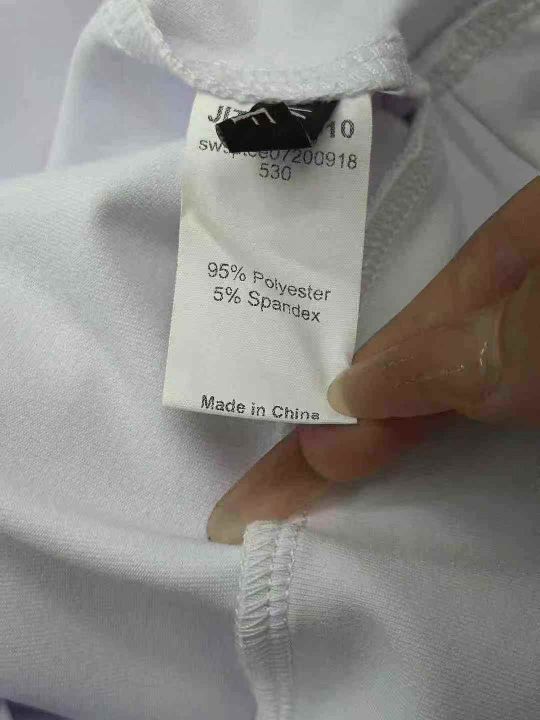 10
530
95% Polyester
5% Spandex
Made in China